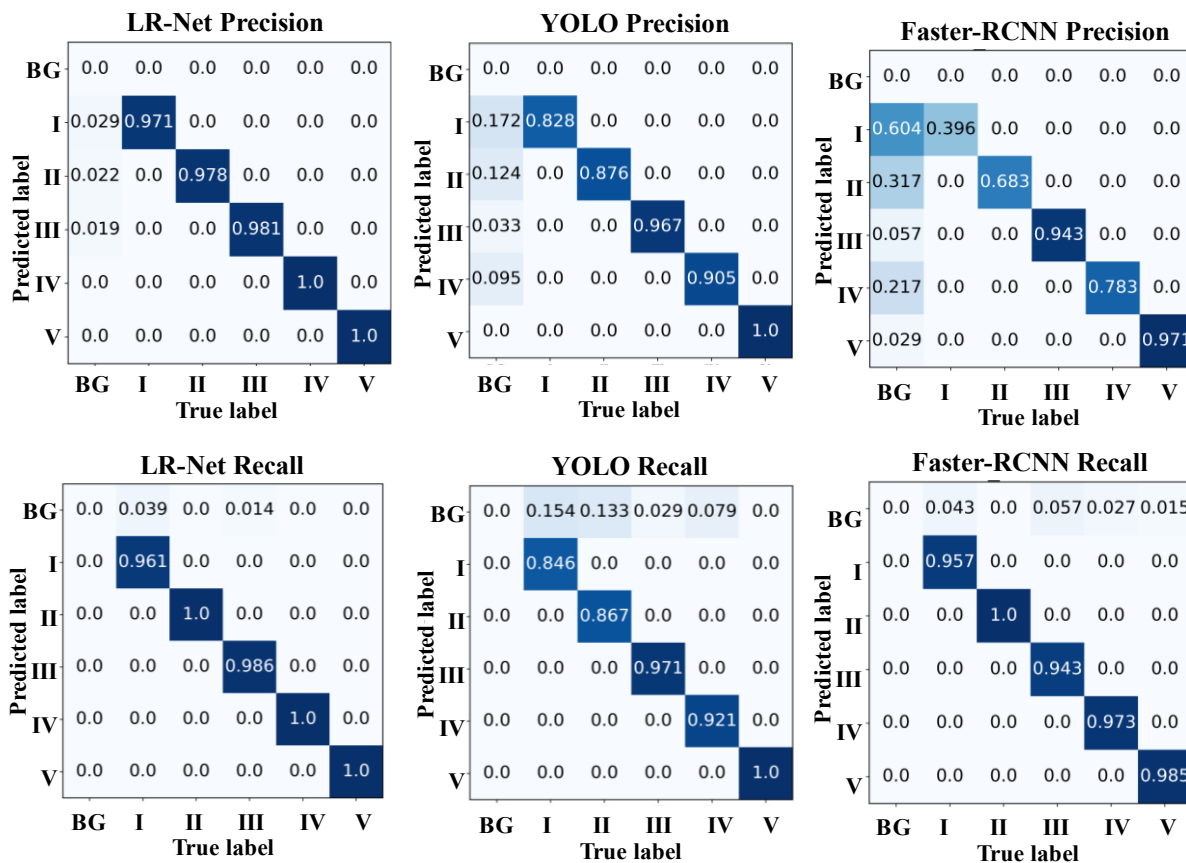 LR-Net Precision
BG 0.0 0.0 0.0 0.0 0.0 0.0
I 0.029 0.971 0.0 0.0 0.0 0.0
II 0.022 0.0 0.978 0.0 0.0 0.0
III 0.019 0.0 0.0 0.981 0.0 0.0
IV 0.0 0.0 0.0 0.0 1.0 0.0
V 0.0 0.0 0.0 0.0 0.0 1.0
BG I II III IV V
Predicted label
True label
YOLO Precision
BG 0.0 0.0 0.0 0.0 0.0 0.0
I 0.172 0.828 0.0 0.0 0.0 0.0
II 0.124 0.0 0.876 0.0 0.0 0.0
III 0.033 0.0 0.0 0.967 0.0 0.0
IV 0.095 0.0 0.0 0.0 0.905 0.0
V 0.0 0.0 0.0 0.0 0.0 1.0
BG I II III IV V
Predicted label
True label
Faster-RCNN Precision
BG 0.0 0.0 0.0 0.0 0.0 0.0
I 0.604 0.396 0.0 0.0 0.0 0.0
II 0.317 0.0 0.683 0.0 0.0 0.0
III 0.057 0.0 0.0 0.943 0.0 0.0
IV 0.217 0.0 0.0 0.0 0.783 0.0
V 0.029 0.0 0.0 0.0 0.0 0.971
BG I II III IV V
Predicted label
True label
LR-Net Recall
BG 0.0 0.039 0.0 0.014 0.0 0.0
I 0.0 0.961 0.0 0.0 0.0 0.0
II 0.0 0.0 1.0 0.0 0.0 0.0
III 0.0 0.0 0.0 0.986 0.0 0.0
IV 0.0 0.0 0.0 0.0 1.0 0.0
V 0.0 0.0 0.0 0.0 0.0 1.0
BG I II III IV V
Predicted label
True label
YOLO Recall
BG 0.0 0.154 0.133 0.029 0.079 0.0
I 0.0 0.846 0.0 0.0 0.0 0.0
II 0.0 0.0 0.867 0.0 0.0 0.0
III 0.0 0.0 0.0 0.971 0.0 0.0
IV 0.0 0.0 0.0 0.0 0.921 0.0
V 0.0 0.0 0.0 0.0 0.0 1.0
BG I II III IV V
Predicted label
True label
Faster-RCNN Recall
BG 0.0 0.043 0.0 0.057 0.027 0.015
I 0.0 0.957 0.0 0.0 0.0 0.0
II 0.0 0.0 1.0 0.0 0.0 0.0
III 0.0 0.0 0.0 0.943 0.0 0.0
IV 0.0 0.0 0.0 0.0 0.973 0.0
V 0.0 0.0 0.0 0.0 0.0 0.985
BG I II III IV V
Predicted label
True label